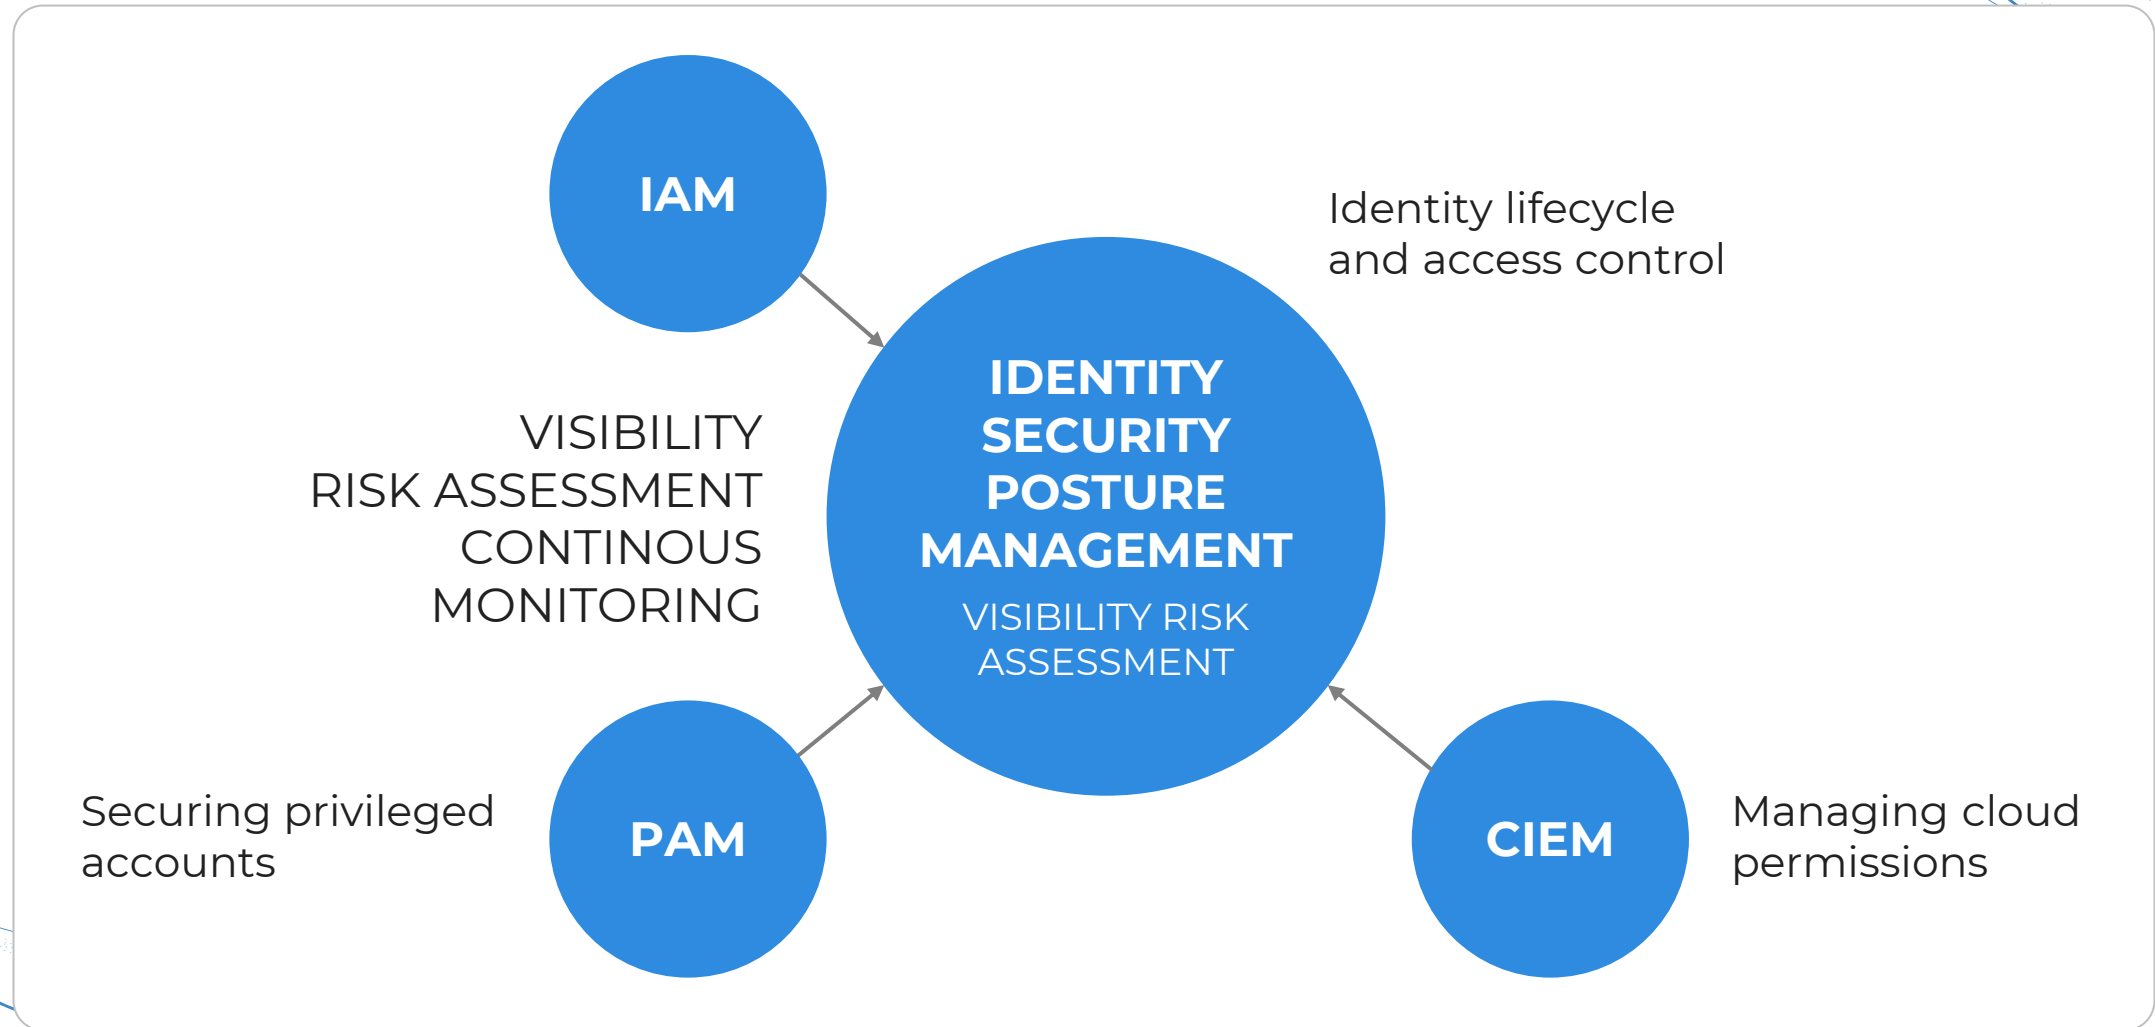 IAM
Identity lifecycle
and access control
IDENTITY
SECURITY
POSTURE
MANAGEMENT
VISIBILITY RISK
ASSESSMENT
VISIBILITY
RISK ASSESSMENT
CONTINOUS
MONITORING
Securing privileged
accounts
PAM
CIEM
Managing cloud
permissions